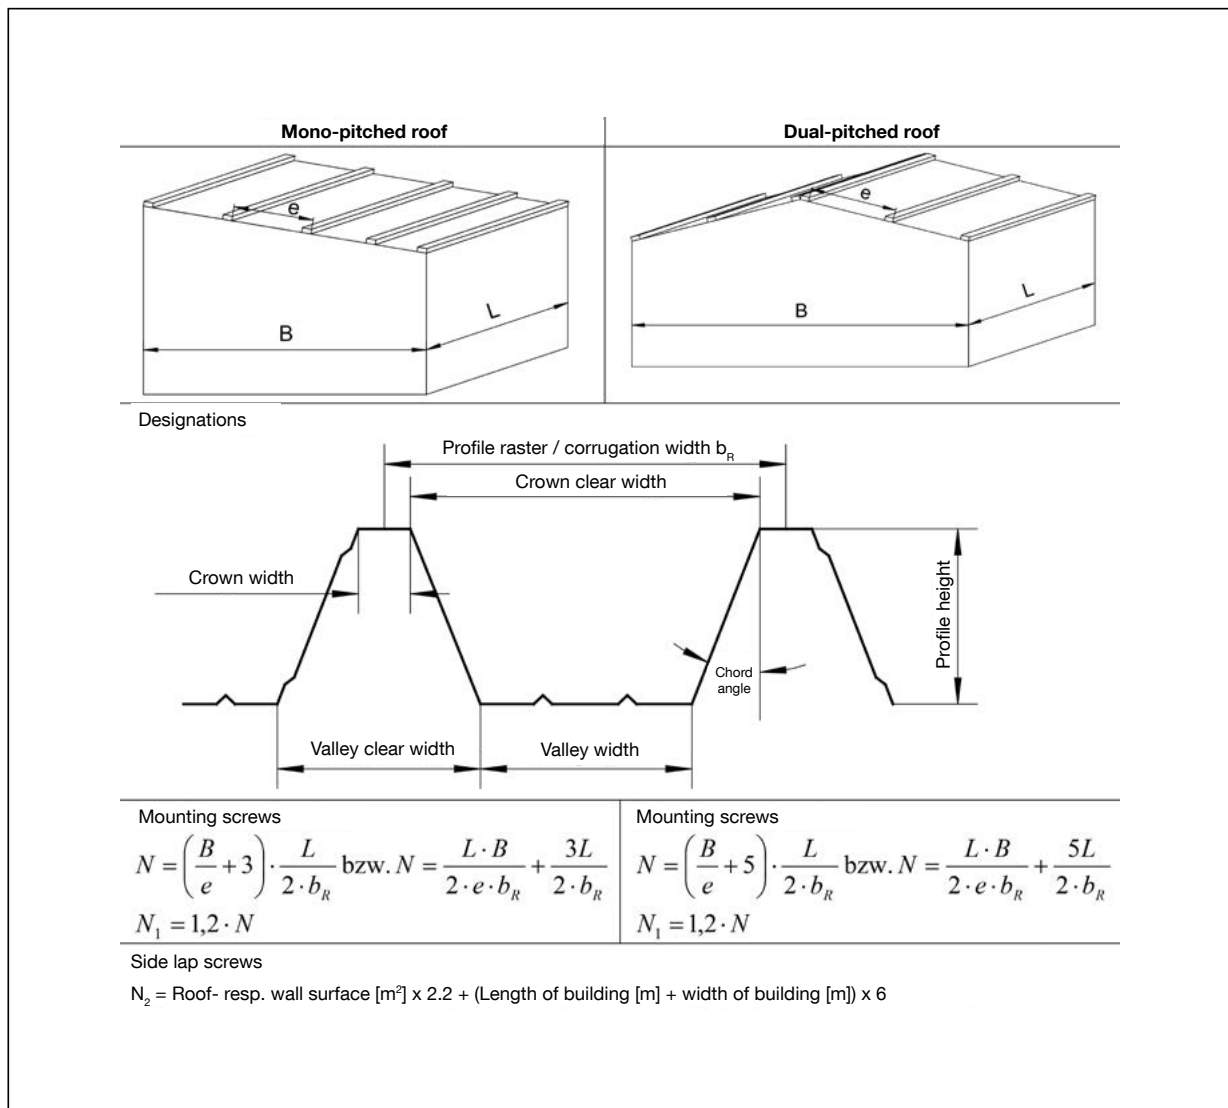 Mono-pitched roof
Dual-pitched roof
e
L
B
e
L
B
Designations
Profile raster / corrugation width b_R
Crown clear width
Crown width
Profile height
Chord
angle
Valley clear width
Valley width
Mounting screws
N = (B/e + 3) · L/(2 · b_R) bzw. N = (L · B)/(2 · e · b_R) + 3L/(2 · b_R)
N₁ = 1,2 · N
Mounting screws
N = (B/e + 5) · L/(2 · b_R) bzw. N = (L · B)/(2 · e · b_R) + 5L/(2 · b_R)
N₁ = 1,2 · N
Side lap screws
N₂ = Roof- resp. wall surface [m²] x 2.2 + (Length of building [m] + width of building [m]) x 6